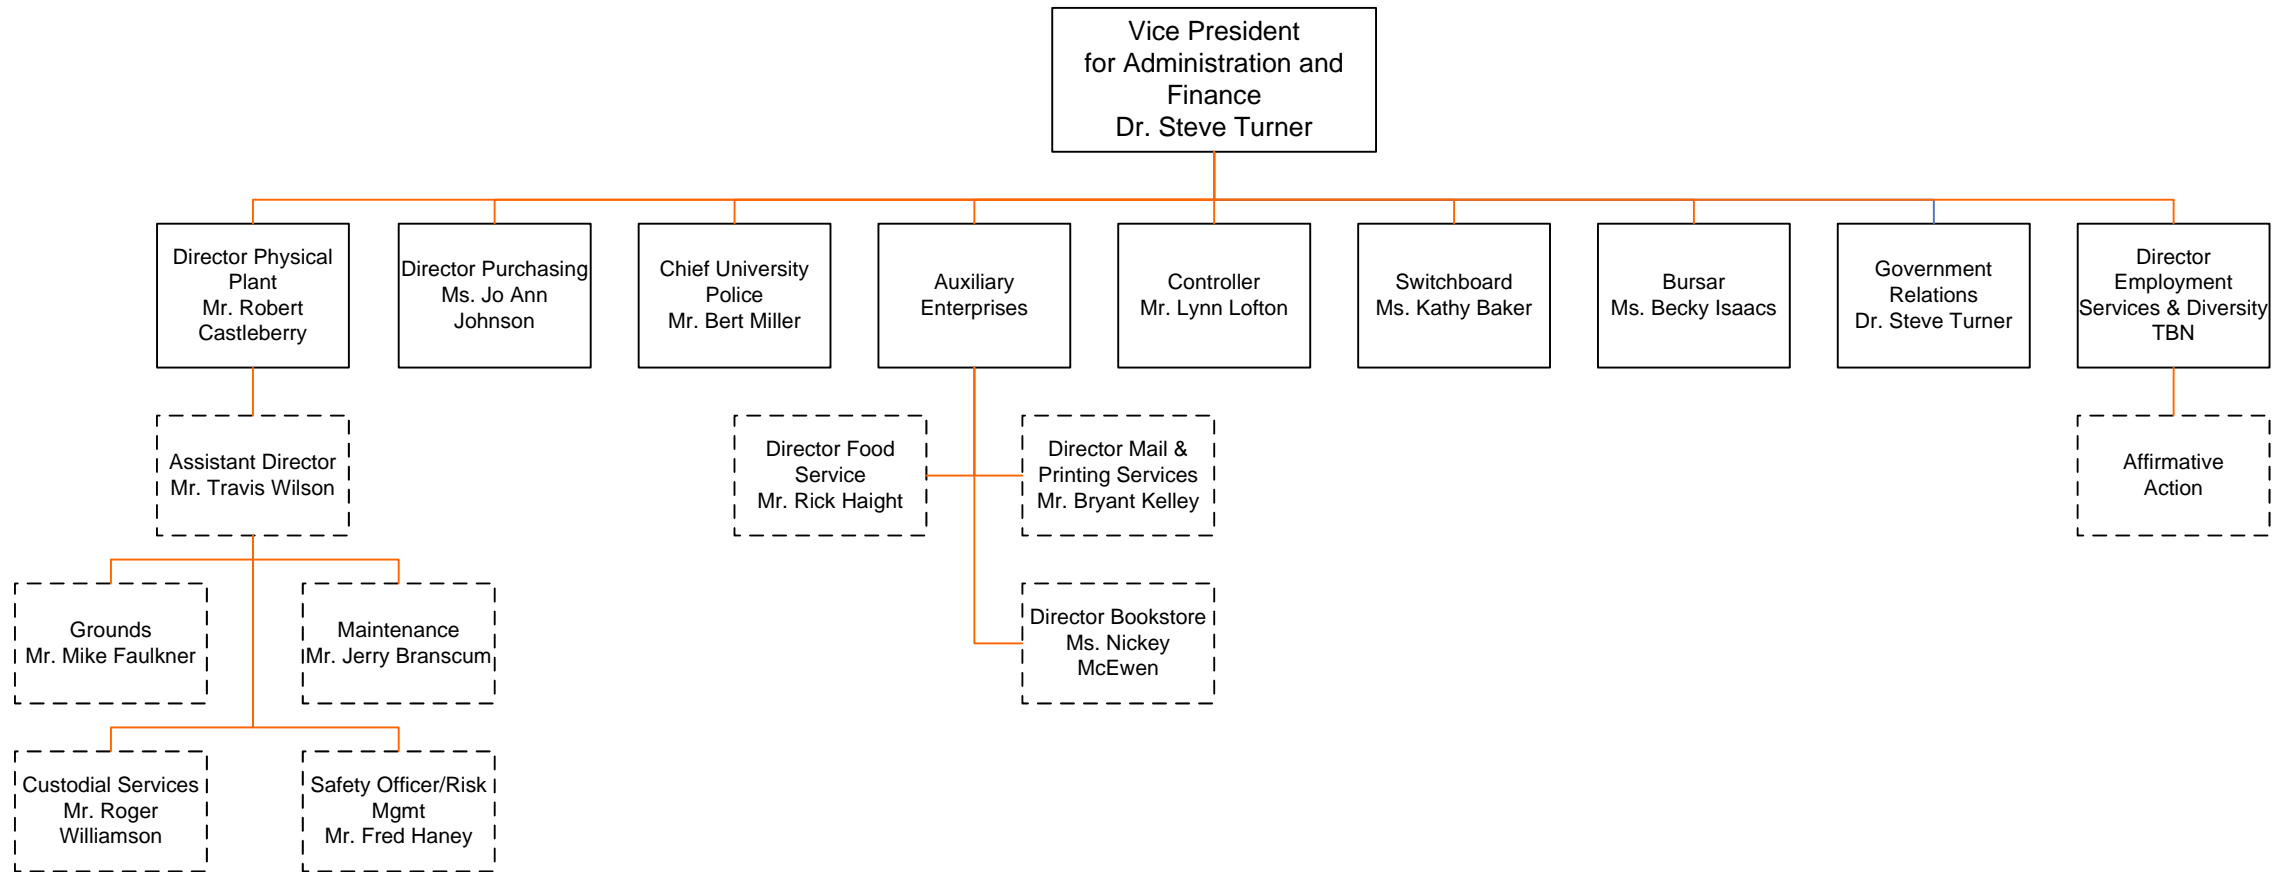 Vice President
for Administration and
Finance
Dr. Steve Turner
Director Physical
Plant
Mr. Robert
Castleberry
Director Purchasing
Ms. Jo Ann
Johnson
Chief University
Police
Mr. Bert Miller
Auxiliary
Enterprises
Controller
Mr. Lynn Lofton
Switchboard
Ms. Kathy Baker
Bursar
Ms. Becky Isaacs
Government
Relations
Dr. Steve Turner
Director
Employment
Services & Diversity
TBN
Assistant Director
Mr. Travis Wilson
Director Food
Service
Mr. Rick Haight
Director Mail &
Printing Services
Mr. Bryant Kelley
Affirmative
Action
Grounds
Mr. Mike Faulkner
Maintenance
Mr. Jerry Branscum
Director Bookstore
Ms. Nickey
McEwen
Custodial Services
Mr. Roger
Williamson
Safety Officer/Risk
Mgmt
Mr. Fred Haney